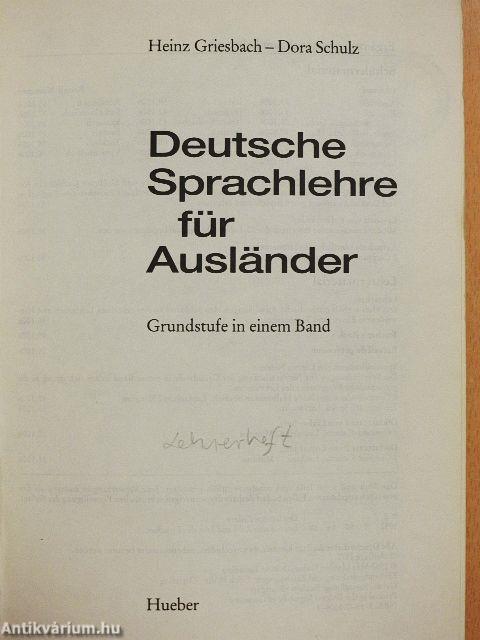 Heinz Griesbach – Dora Schulz
Deutsche
Sprachlehre
für
Ausländer
Grundstufe in einem Band
Lehrerheft
Hueber
Antikvárium.hu